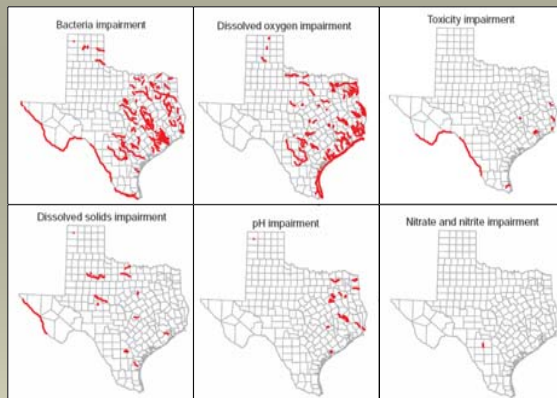 Bacteria impairment
Dissolved oxygen impairment
Toxicity impairment
Dissolved solids impairment
pH impairment
Nitrate and nitrite impairment